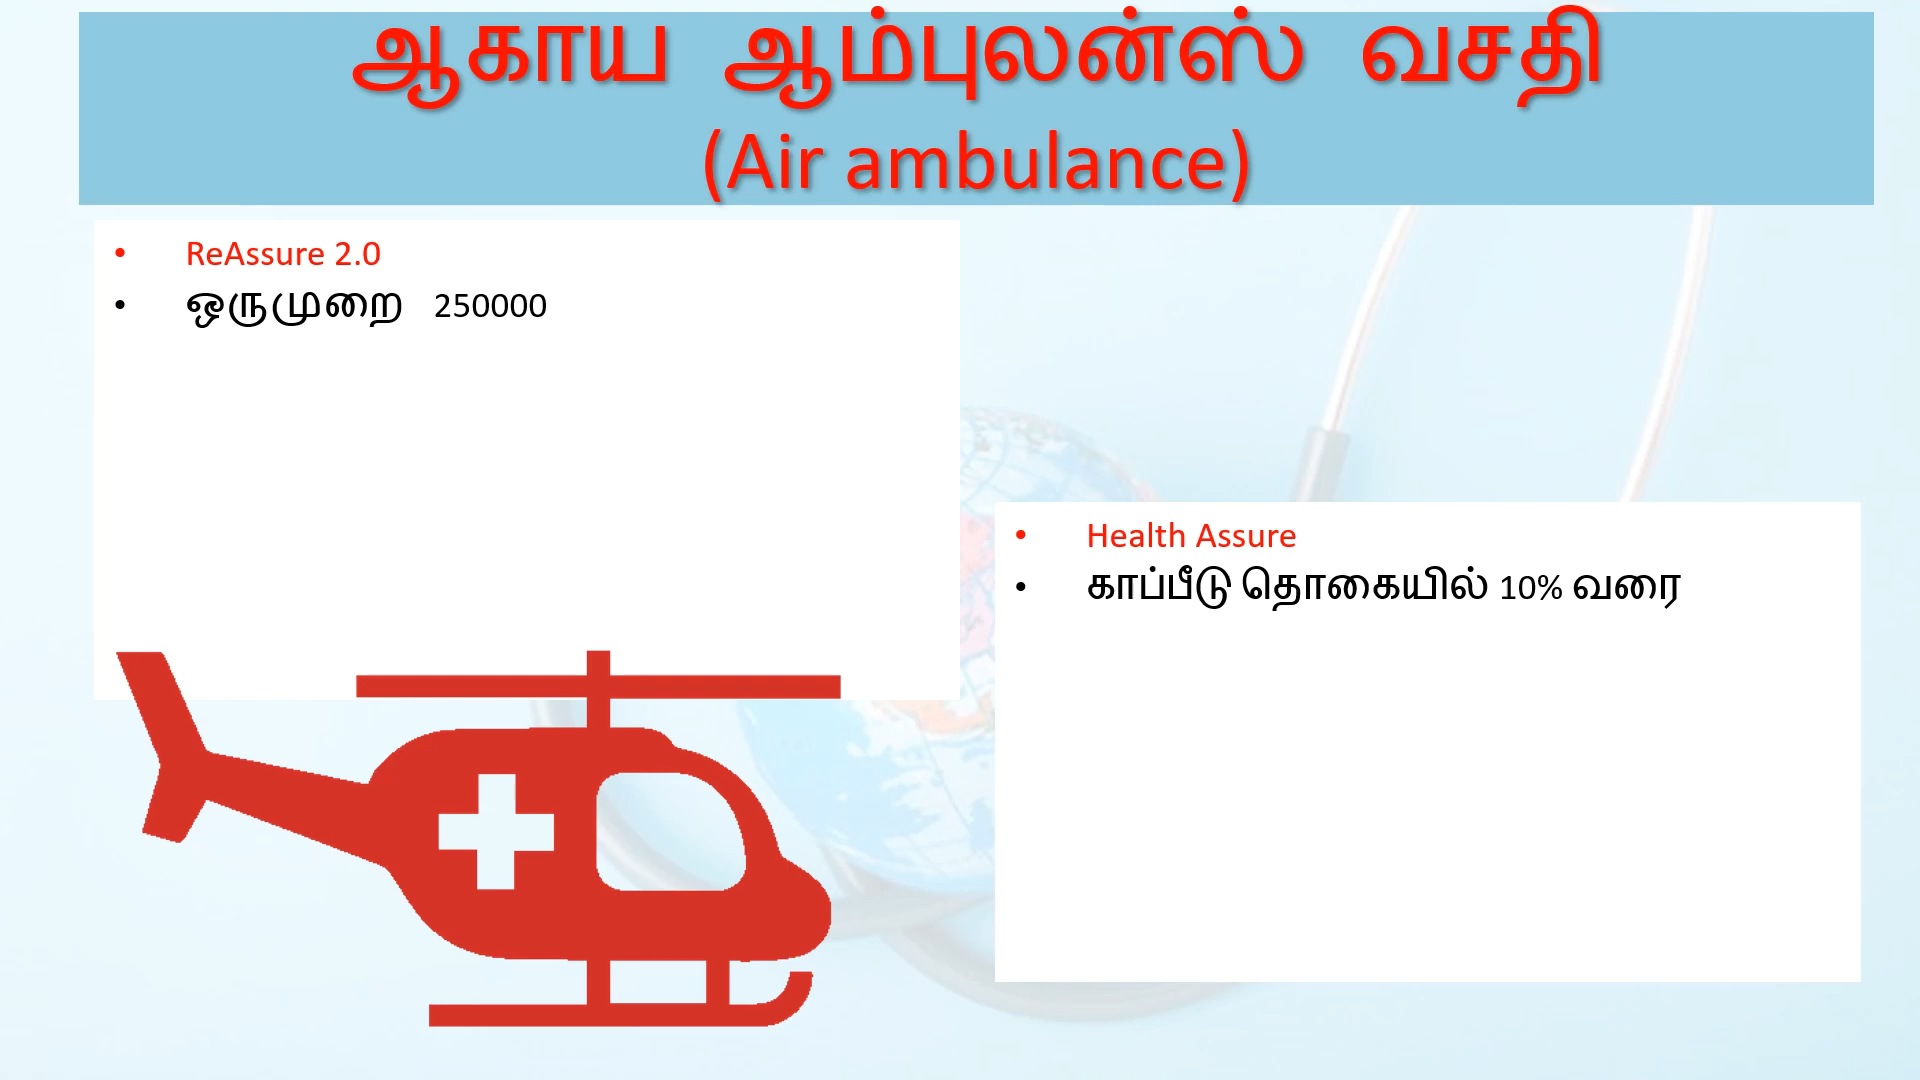 ஆகாய ஆம்புலன்ஸ் வசதி
(Air ambulance)
• ReAssure 2.0
• ஒருமுறை 250000
• Health Assure
• காப்பீடு தொகையில் 10% வரை